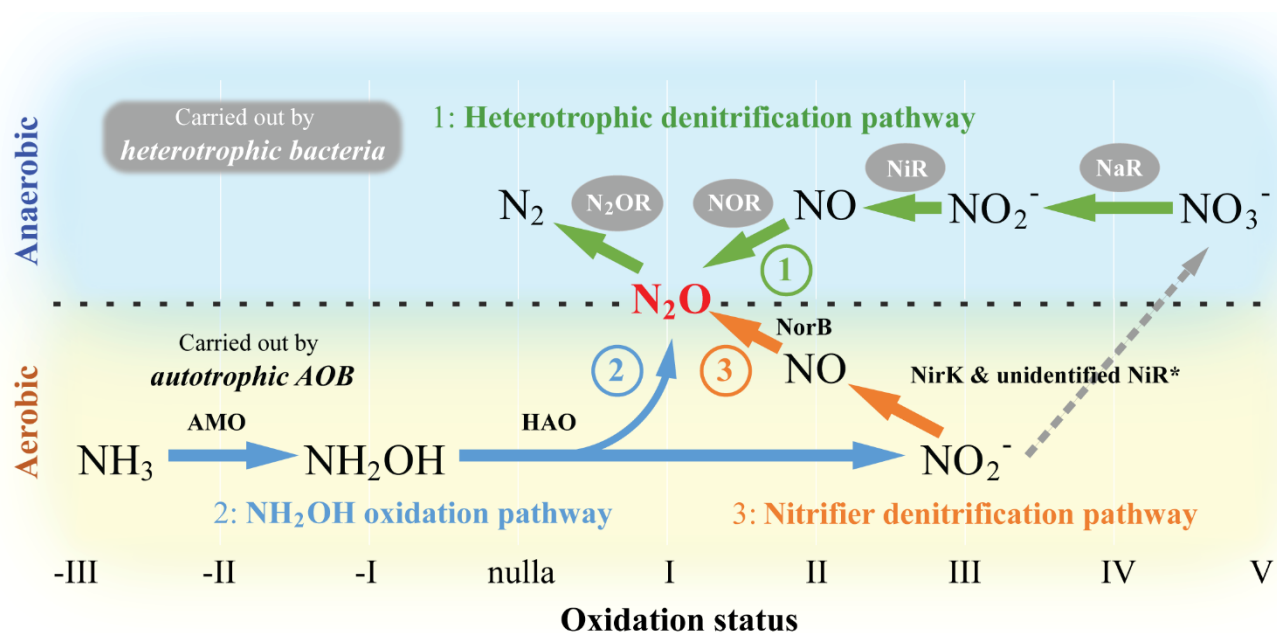 Anaerobic
Carried out by
heterotrophic bacteria
1: Heterotrophic denitrification pathway
N₂
N₂OR
NOR
NO
NiR
NO₂⁻
NaR
NO₃⁻
1
N₂O
Aerobic
Carried out by
autotrophic AOB
2
3
NorB
NO
NirK & unidentified NiR*
AMO
HAO
NH₃
NH₂OH
NO₂⁻
2: NH₂OH oxidation pathway
3: Nitrifier denitrification pathway
-III -II -I nulla I II III IV V
Oxidation status